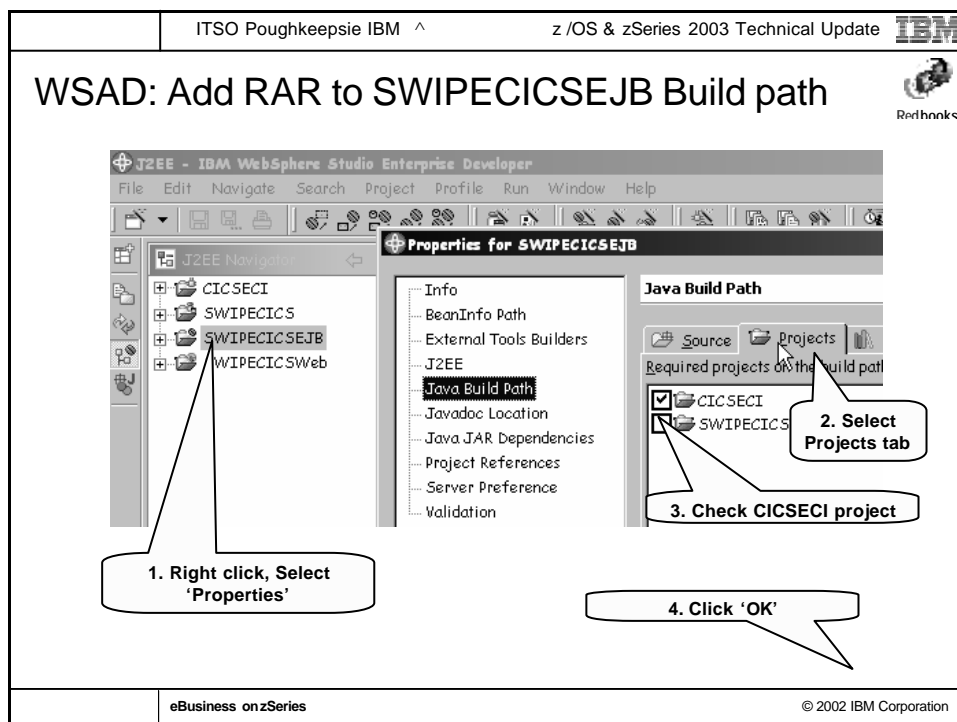 ITSO Poughkeepsie IBM ^ z /OS & zSeries 2003 Technical Update IBM
WSAD: Add RAR to SWIPECICSEJB Build path
Redbooks
J2EE - IBM WebSphere Studio Enterprise Developer
File Edit Navigate Search Project Profile Run Window Help
Properties for SWIPECICSEJB
J2EE Navigator
CICSECI
SWIPECICS
SWIPECICSEJB
SWIPECICSWeb
Info
BeanInfo Path
External Tools Builders
J2EE
Java Build Path
Javadoc Location
Java JAR Dependencies
Project References
Server Preference
Validation
Java Build Path
Source Projects
Required projects on the build pat
CICSECI
SWIPECICS
2. Select
Projects tab
3. Check CICSECI project
1. Right click, Select
‘Properties’
4. Click ‘OK’
eBusiness on zSeries © 2002 IBM Corporation